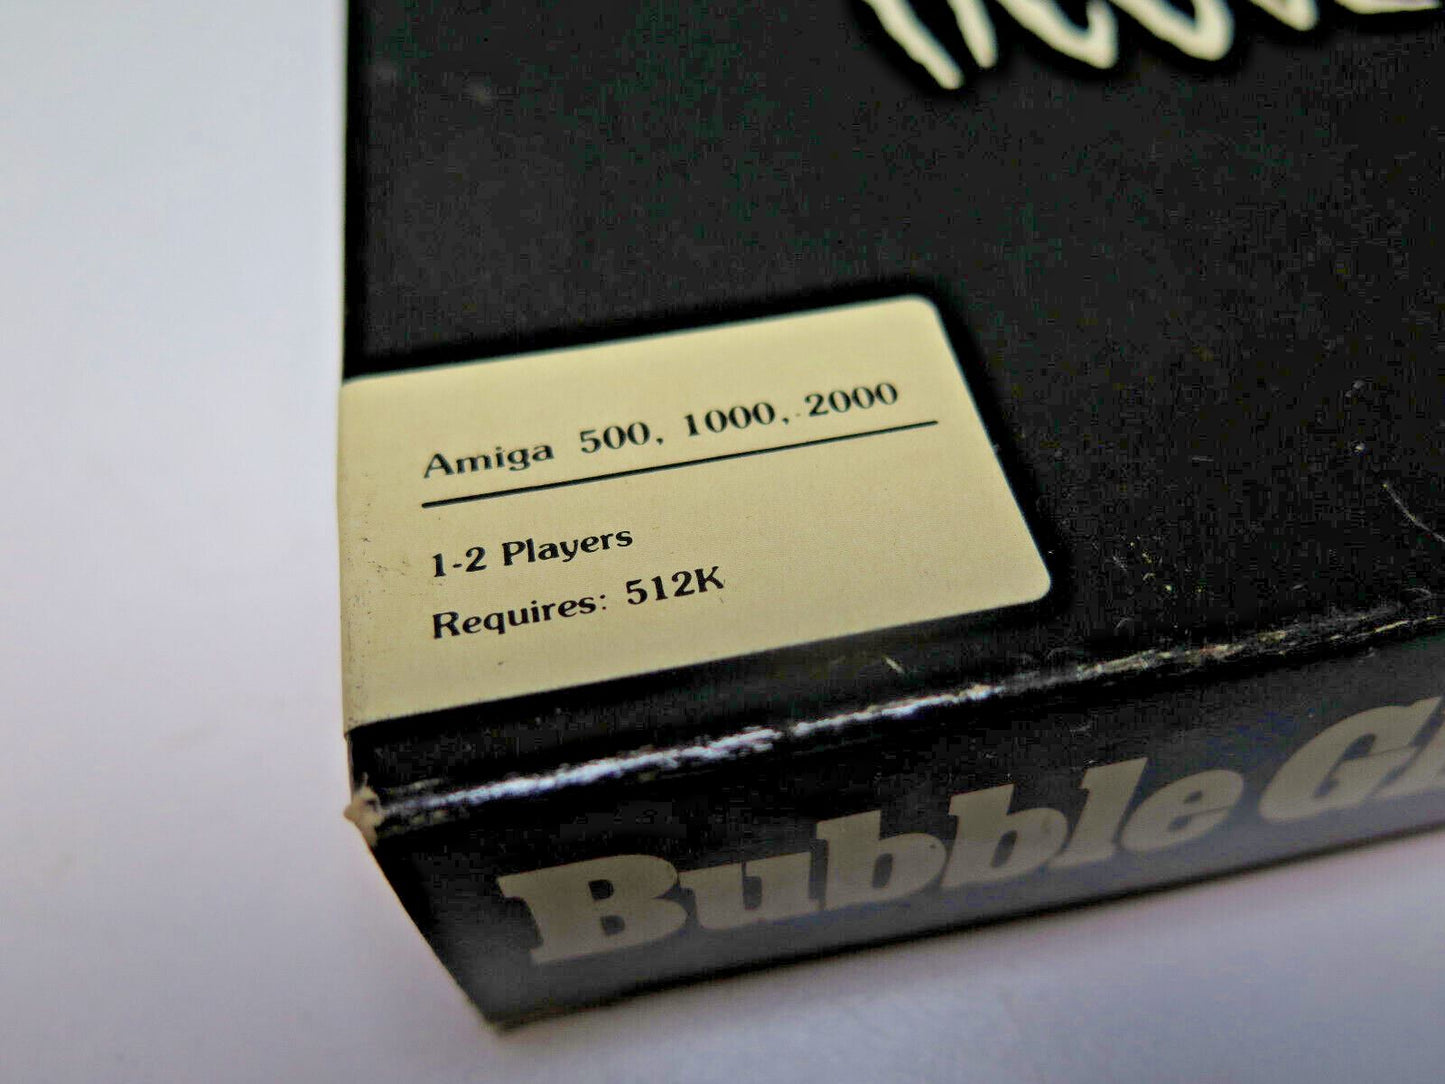 Amiga 500, 1000, 2000
1-2 Players
Requires: 512K
Bubble